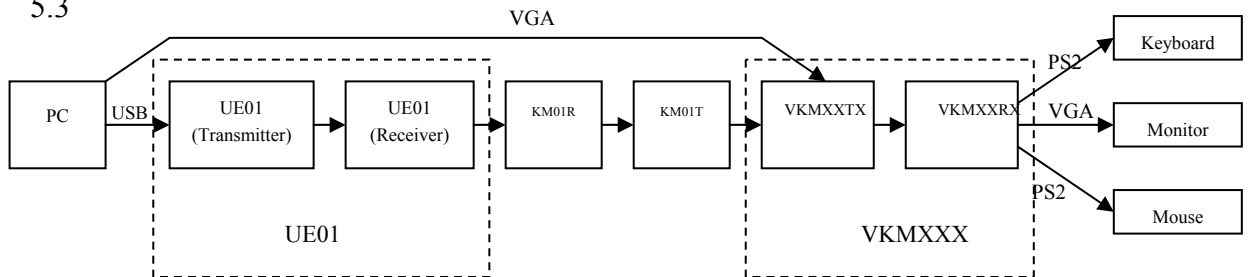 5.3
VGA
PC
USB
UE01
(Transmitter)
UE01
(Receiver)
KM01R
KM01T
VKMXXTX
VKMXXRX
PS2
Keyboard
VGA
Monitor
PS2
Mouse
UE01
VKMXXX